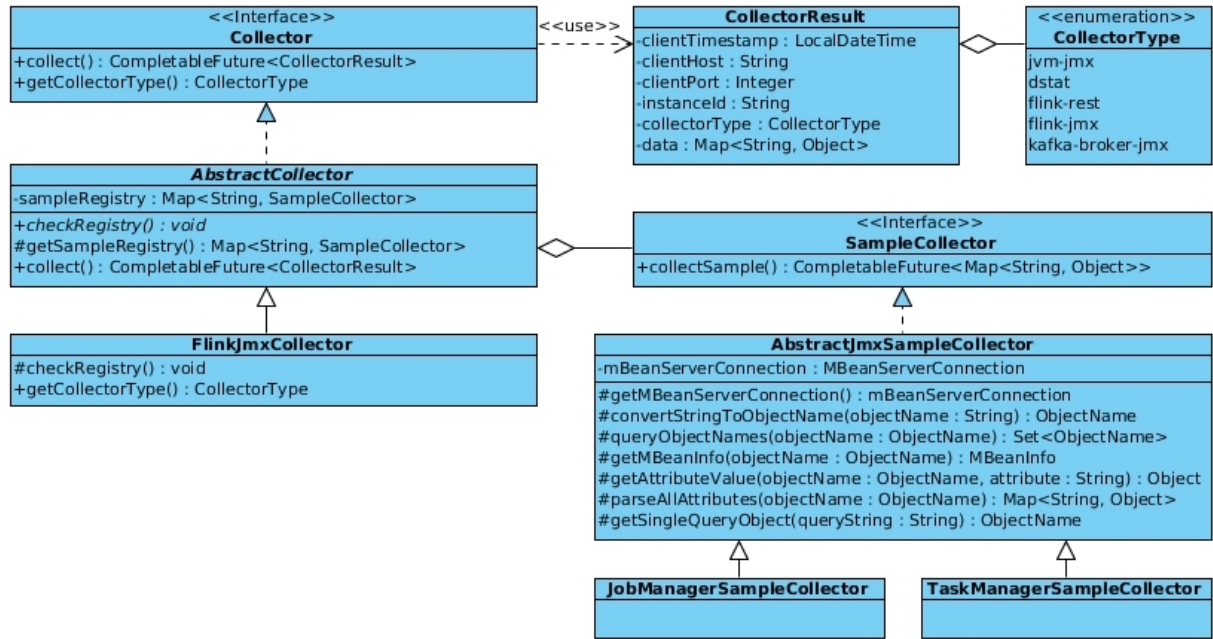 <<Interface>>
Collector
+collect() : CompletableFuture<CollectorResult>
+getCollectorType() : CollectorType
<<use>>
CollectorResult
-clientTimestamp : LocalDateTime
-clientHost : String
-clientPort : Integer
-instanceId : String
-collectorType : CollectorType
-data : Map<String, Object>
<<enumeration>>
CollectorType
jvm-jmx
dstat
flink-rest
flink-jmx
kafka-broker-jmx
AbstractCollector
-sampleRegistry : Map<String, SampleCollector>
+checkRegistry() : void
#getSampleRegistry() : Map<String, SampleCollector>
+collect() : CompletableFuture<CollectorResult>
<<Interface>>
SampleCollector
+collectSample() : CompletableFuture<Map<String, Object>>
FlinkJmxCollector
#checkRegistry() : void
+getCollectorType() : CollectorType
AbstractJmxSampleCollector
-mBeanServerConnection : MBeanServerConnection
#getMBeanServerConnection() : mBeanServerConnection
#convertStringToObjectName(objectName : String) : ObjectName
#queryObjectNames(objectName : ObjectName) : Set<ObjectName>
#getMBeanInfo(objectName : ObjectName) : MBeanInfo
#getAttributeValue(objectName : ObjectName, attribute : String) : Object
#parseAllAttributes(objectName : ObjectName) : Map<String, Object>
#getSingleQueryObject(queryString : String) : ObjectName
JobManagerSampleCollector
TaskManagerSampleCollector